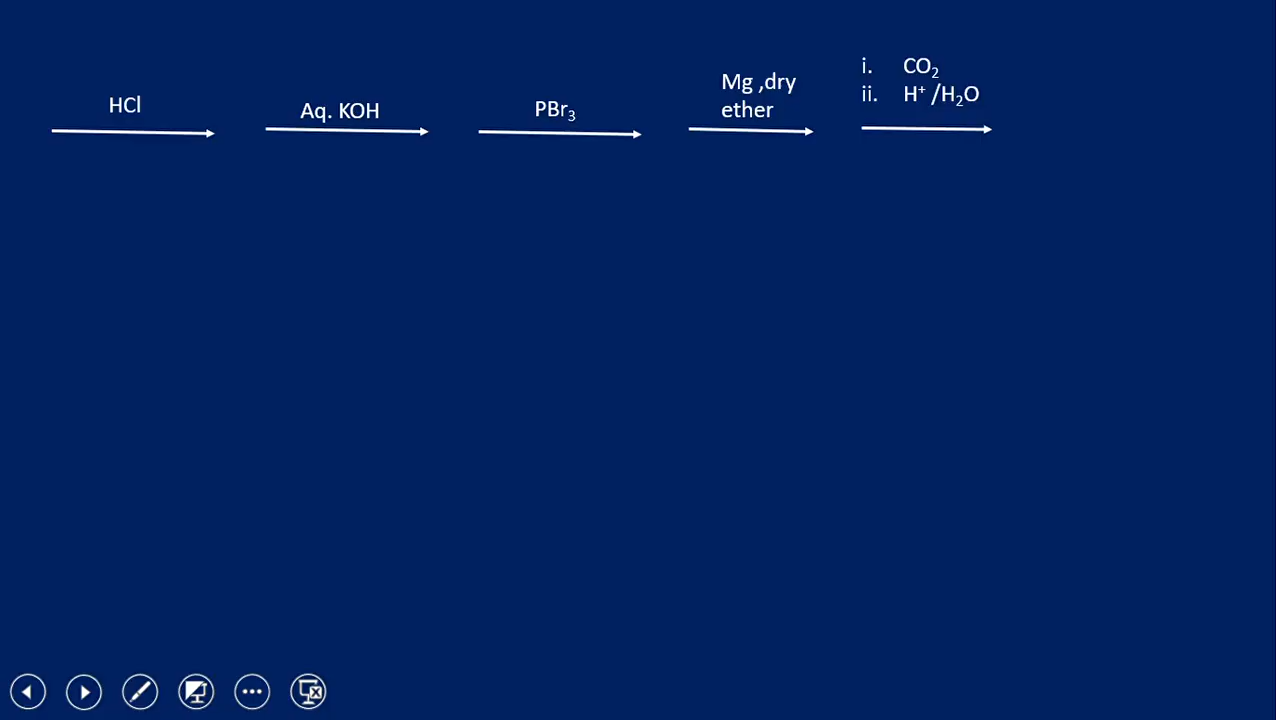 HCl
Aq. KOH
PBr₃
Mg ,dry
ether
i. CO₂
ii. H⁺ /H₂O